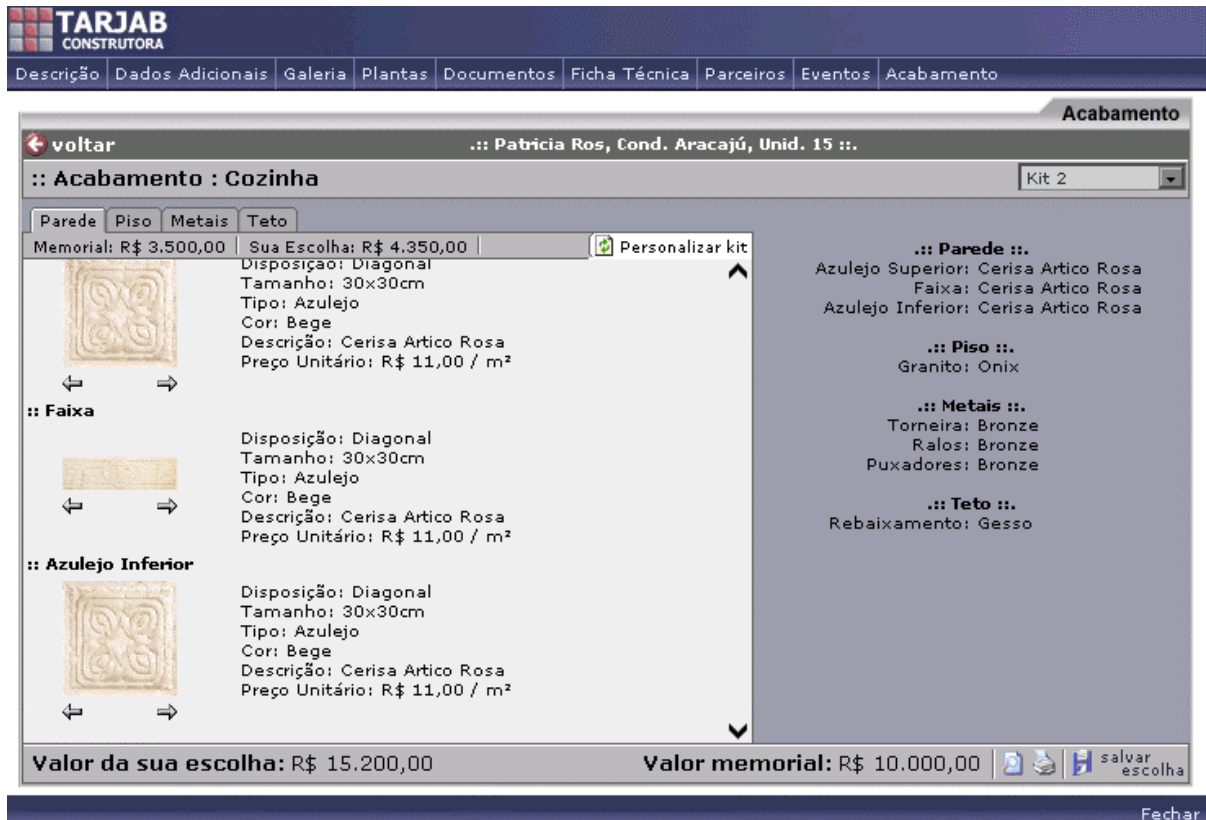 TARJAB
CONSTRUTORA
Descrição Dados Adicionais Galeria Plantas Documentos Ficha Técnica Parceiros Eventos Acabamento
Acabamento
voltar
.:: Patricia Ros, Cond. Aracajú, Unid. 15 ::.
:: Acabamento : Cozinha
Kit 2
Parede Piso Metais Teto
Memorial: R$ 3.500,00 Sua Escolha: R$ 4.350,00 Personalizar kit
Disposição: Diagonal
Tamanho: 30x30cm
Tipo: Azulejo
Cor: Bege
Descrição: Cerisa Artico Rosa
Preço Unitário: R$ 11,00 / m²
:: Faixa
Disposição: Diagonal
Tamanho: 30x30cm
Tipo: Azulejo
Cor: Bege
Descrição: Cerisa Artico Rosa
Preço Unitário: R$ 11,00 / m²
:: Azulejo Inferior
Disposição: Diagonal
Tamanho: 30x30cm
Tipo: Azulejo
Cor: Bege
Descrição: Cerisa Artico Rosa
Preço Unitário: R$ 11,00 / m²
.:: Parede ::.
Azulejo Superior: Cerisa Artico Rosa
Faixa: Cerisa Artico Rosa
Azulejo Inferior: Cerisa Artico Rosa
.:: Piso ::.
Granito: Onix
.:: Metais ::.
Torneira: Bronze
Ralos: Bronze
Puxadores: Bronze
.:: Teto ::.
Rebaixamento: Gesso
Valor da sua escolha: R$ 15.200,00
Valor memorial: R$ 10.000,00
salvar
escolha
Fechar